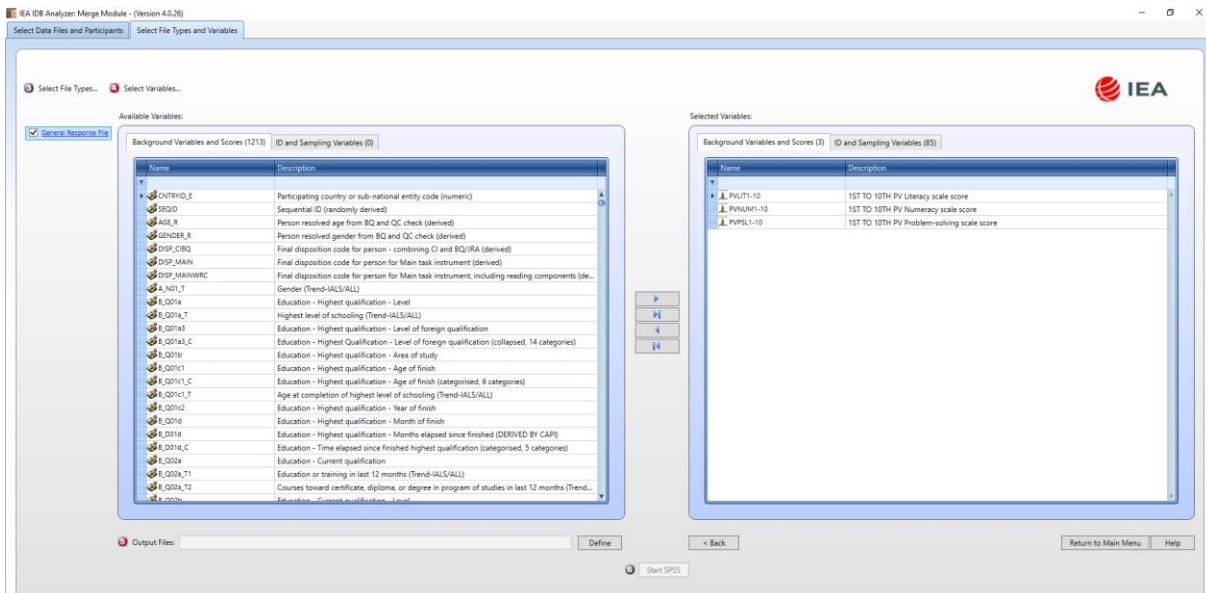 IEA IDB Analyzer: Merge Module - (Version 4.0.26)
Select Data Files and Participants Select File Types and Variables
3 Select File Types... 4 Select Variables...
IEA
Available Variables: Selected Variables:
General Response File
Background Variables and Scores (1213) ID and Sampling Variables (0)
Name Description
CNTRYID_E Participating country or sub-national entity code (numeric)
SEQID Sequential ID (randomly derived)
AGE_R Person resolved age from BQ and QC check (derived)
GENDER_R Person resolved gender from BQ and QC check (derived)
DISP_CIBQ Final disposition code for person - combining CI and BQ/JRA (derived)
DISP_MAIN Final disposition code for person for Main task instrument (derived)
DISP_MAINWRC Final disposition code for person for Main task instrument, including reading components (de...
A_N01_T Gender (Trend-IALS/ALL)
B_Q01a Education - Highest qualification - Level
B_Q01a_T Highest level of schooling (Trend-IALS/ALL)
B_Q01a3 Education - Highest qualification - Level of foreign qualification
B_Q01a3_C Education - Highest Qualification - Level of foreign qualification (collapsed, 14 categories)
B_Q01b Education - Highest qualification - Area of study
B_Q01c1 Education - Highest qualification - Age of finish
B_Q01c1_C Education - Highest qualification - Age of finish (categorised, 6 categories)
B_Q01c1_T Age at completion of highest level of schooling (Trend-IALS/ALL)
B_Q01c2 Education - Highest qualification - Year of finish
B_Q01d Education - Highest qualification - Month of finish
B_D01d Education - Highest qualification - Months elapsed since finished (DERIVED BY CAPI)
B_D01d_C Education - Time elapsed since finished highest qualification (categorised, 5 categories)
B_Q02a Education - Current qualification
B_Q02a_T1 Education or training in last 12 months (Trend-IALS/ALL)
B_Q02a_T2 Courses toward certificate, diploma, or degree in program of studies in last 12 months (Trend...
B_Q02b Education - Current qualification - Level
Background Variables and Scores (3) ID and Sampling Variables (85)
Name Description
PVLIT1-10 1ST TO 10TH PV Literacy scale score
PVNUM1-10 1ST TO 10TH PV Numeracy scale score
PVPSL1-10 1ST TO 10TH PV Problem-solving scale score
5 Output Files: Define < Back Return to Main Menu Help
6 Start SPSS